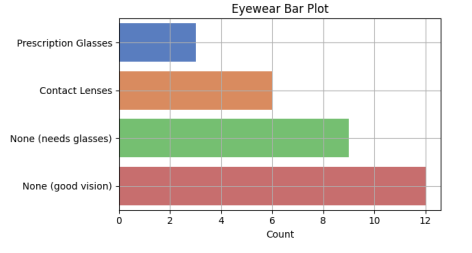 Eyewear Bar Plot
Prescription Glasses
Contact Lenses
None (needs glasses)
None (good vision)
0 2 4 6 8 10 12
Count